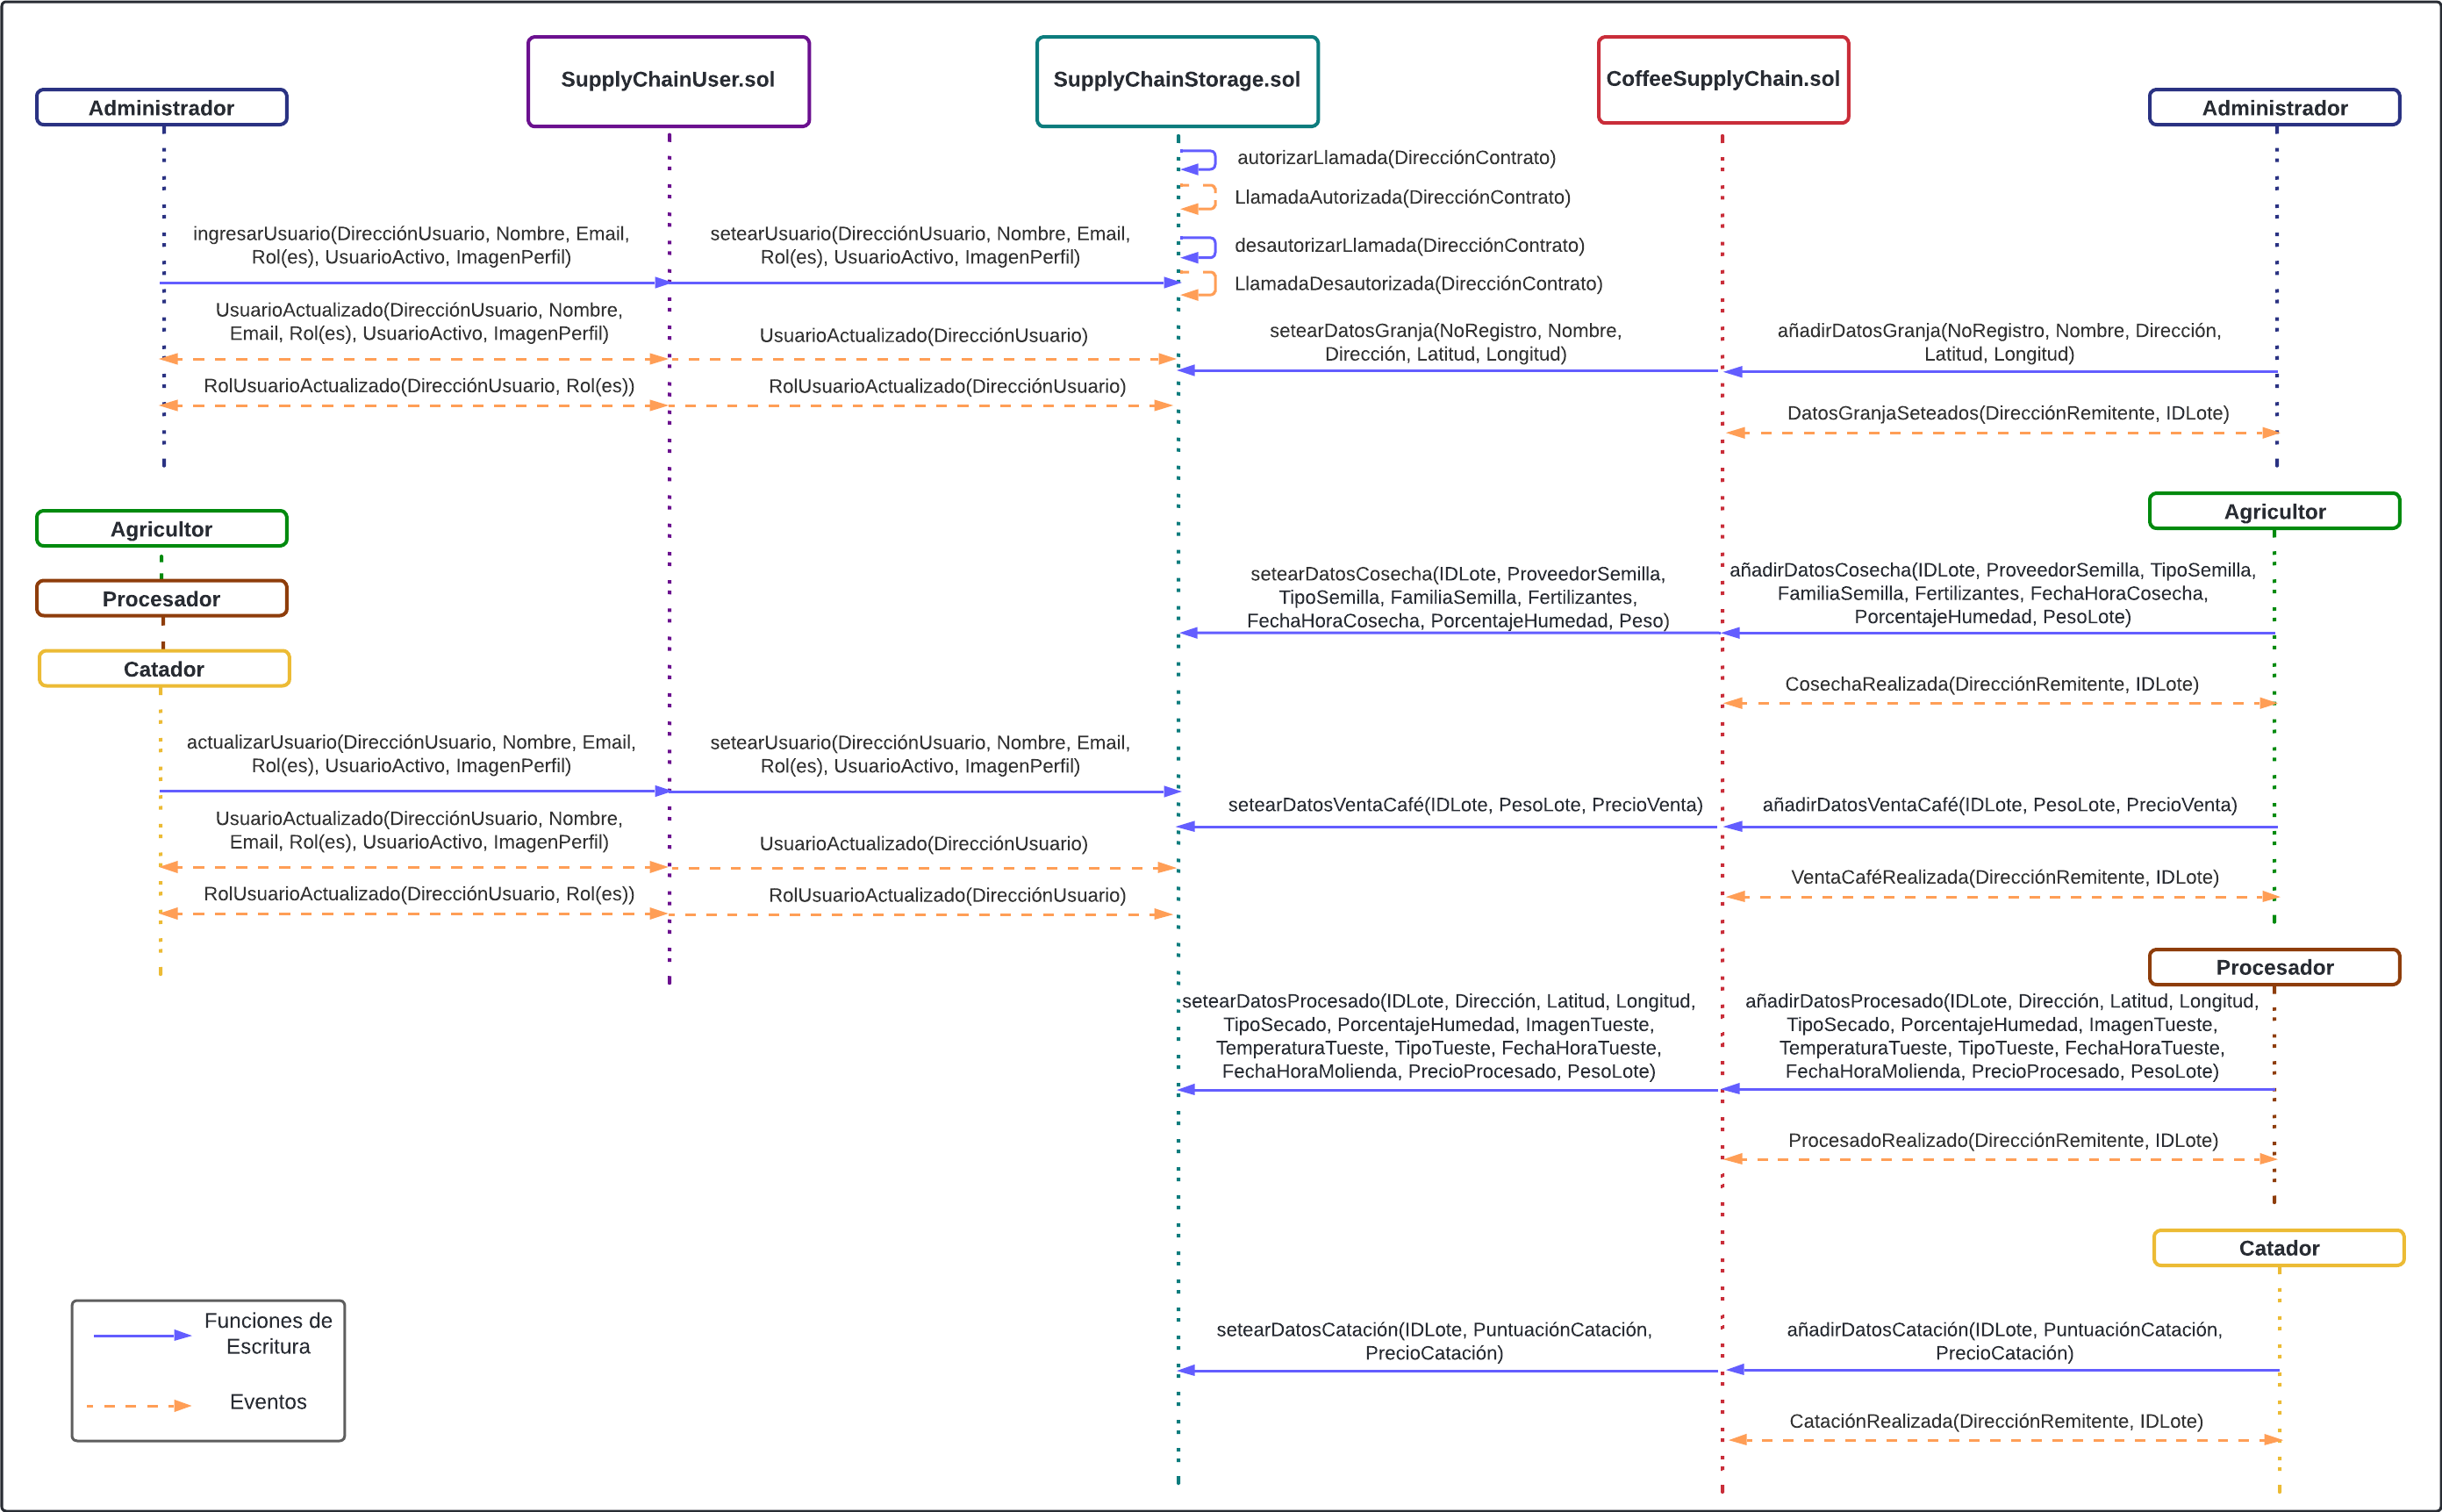 SupplyChainUser.sol
SupplyChainStorage.sol
CoffeeSupplyChain.sol
Administrador
Administrador
autorizarLlamada(DirecciónContrato)
LlamadaAutorizada(DirecciónContrato)
ingresarUsuario(DirecciónUsuario, Nombre, Email,
Rol(es), UsuarioActivo, ImagenPerfil)
setearUsuario(DirecciónUsuario, Nombre, Email,
Rol(es), UsuarioActivo, ImagenPerfil)
desautorizarLlamada(DirecciónContrato)
LlamadaDesautorizada(DirecciónContrato)
UsuarioActualizado(DirecciónUsuario, Nombre,
Email, Rol(es), UsuarioActivo, ImagenPerfil)
UsuarioActualizado(DirecciónUsuario)
setearDatosGranja(NoRegistro, Nombre,
Dirección, Latitud, Longitud)
añadirDatosGranja(NoRegistro, Nombre, Dirección,
Latitud, Longitud)
RolUsuarioActualizado(DirecciónUsuario, Rol(es))
RolUsuarioActualizado(DirecciónUsuario)
DatosGranjaSeteados(DirecciónRemitente, IDLote)
Agricultor
Agricultor
Procesador
Catador
setearDatosCosecha(IDLote, ProveedorSemilla,
TipoSemilla, FamiliaSemilla, Fertilizantes,
FechaHoraCosecha, PorcentajeHumedad, Peso)
añadirDatosCosecha(IDLote, ProveedorSemilla, TipoSemilla,
FamiliaSemilla, Fertilizantes, FechaHoraCosecha,
PorcentajeHumedad, PesoLote)
CosechaRealizada(DirecciónRemitente, IDLote)
actualizarUsuario(DirecciónUsuario, Nombre, Email,
Rol(es), UsuarioActivo, ImagenPerfil)
setearUsuario(DirecciónUsuario, Nombre, Email,
Rol(es), UsuarioActivo, ImagenPerfil)
setearDatosVentaCafé(IDLote, PesoLote, PrecioVenta)
añadirDatosVentaCafé(IDLote, PesoLote, PrecioVenta)
UsuarioActualizado(DirecciónUsuario, Nombre,
Email, Rol(es), UsuarioActivo, ImagenPerfil)
UsuarioActualizado(DirecciónUsuario)
VentaCaféRealizada(DirecciónRemitente, IDLote)
RolUsuarioActualizado(DirecciónUsuario, Rol(es))
RolUsuarioActualizado(DirecciónUsuario)
Procesador
setearDatosProcesado(IDLote, Dirección, Latitud, Longitud,
TipoSecado, PorcentajeHumedad, ImagenTueste,
TemperaturaTueste, TipoTueste, FechaHoraTueste,
FechaHoraMolienda, PrecioProcesado, PesoLote)
añadirDatosProcesado(IDLote, Dirección, Latitud, Longitud,
TipoSecado, PorcentajeHumedad, ImagenTueste,
TemperaturaTueste, TipoTueste, FechaHoraTueste,
FechaHoraMolienda, PrecioProcesado, PesoLote)
ProcesadoRealizado(DirecciónRemitente, IDLote)
Catador
Funciones de
Escritura
Eventos
setearDatosCatación(IDLote, PuntuaciónCatación,
PrecioCatación)
añadirDatosCatación(IDLote, PuntuaciónCatación,
PrecioCatación)
CataciónRealizada(DirecciónRemitente, IDLote)